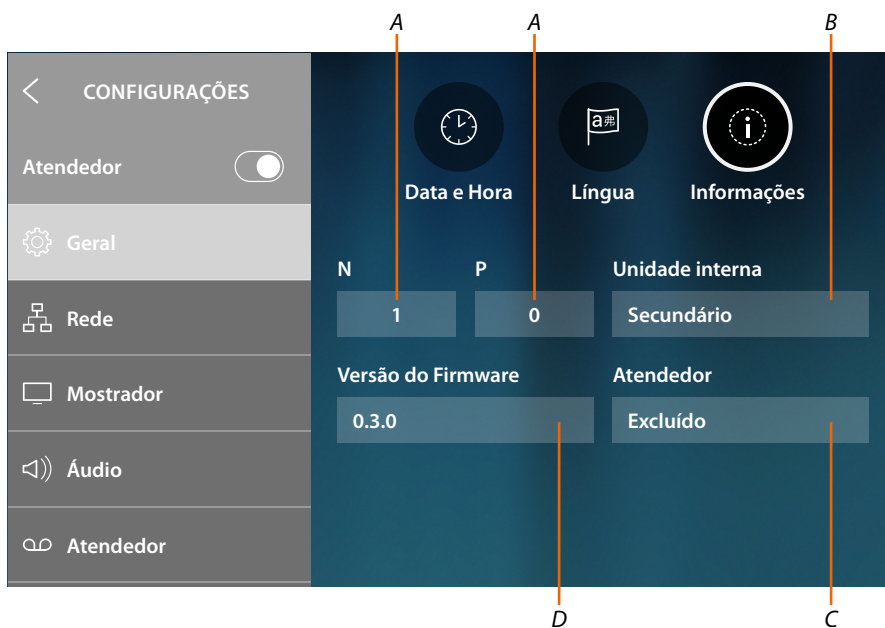 A A B
CONFIGURAÇÕES
Atendedor
Data e Hora Língua Informações
Geral
N P Unidade interna
1 0 Secundário
Rede
Versão do Firmware Atendedor
Mostrador
0.3.0 Excluído
Áudio
Atendedor
D C